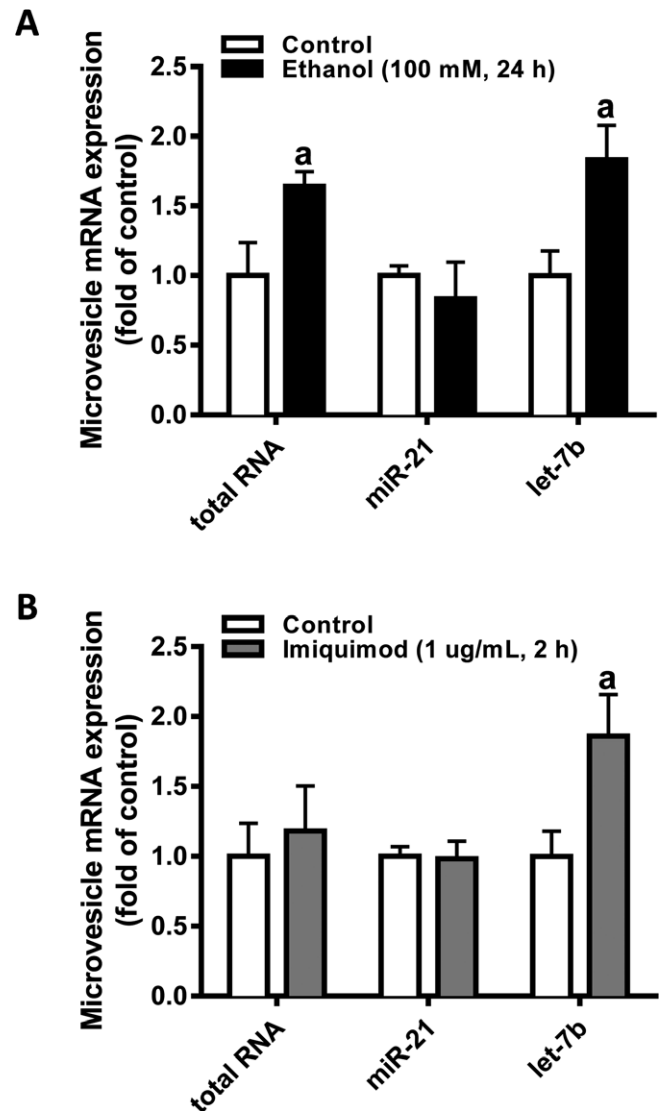 A
Control
Ethanol (100 mM, 24 h)
Microvesicle mRNA expression
(fold of control)
2.5
2.0
1.5
1.0
0.5
0.0
a
a
total RNA
miR-21
let-7b
B
Control
Imiquimod (1 ug/mL, 2 h)
Microvesicle mRNA expression
(fold of control)
2.5
2.0
1.5
1.0
0.5
0.0
a
total RNA
miR-21
let-7b